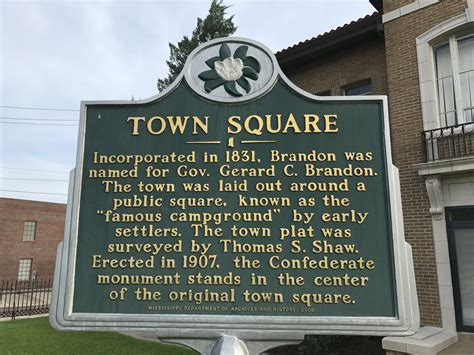 TOWN SQUARE
Incorporated in 1831, Brandon was
named for Gov. Gerard C. Brandon.
The town was laid out around a
public square, known as the
"famous campground" by early
settlers. The town plat was
surveyed by Thomas S. Shaw.
Erected in 1907, the Confederate
monument stands in the center
of the original town square.
MISSISSIPPI DEPARTMENT OF ARCHIVES AND HISTORY, 2006